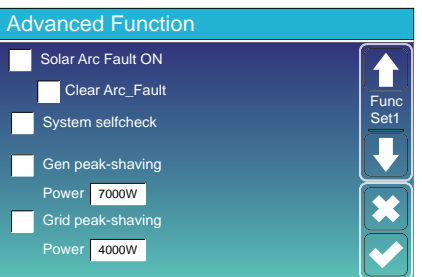 Advanced Function
Solar Arc Fault ON
Clear Arc_Fault
System selfcheck
Gen peak-shaving
Power 7000W
Grid peak-shaving
Power 4000W
Func
Set1